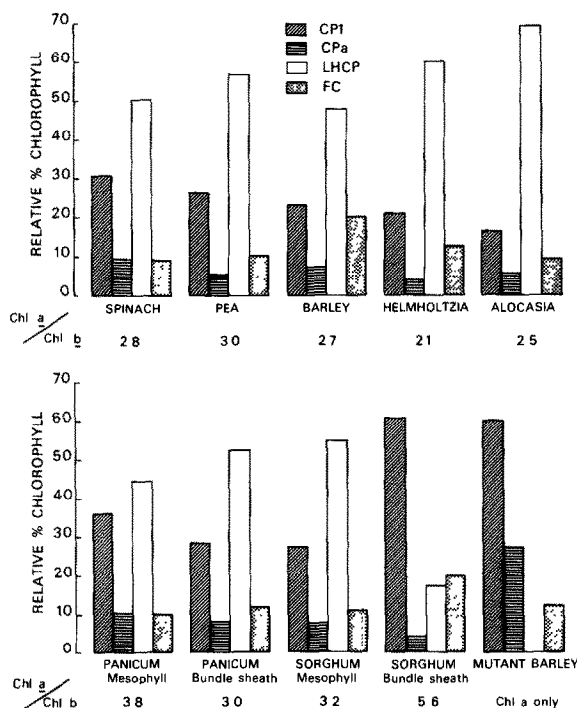 70
60
50
40
30
20
10
0
RELATIVE % CHLOROPHYLL
CP1
CPa
LHCP
FC
SPINACH PEA BARLEY HELMHOLTZIA ALOCASIA
Chl a / Chl b 2 8 3 0 2 7 2 1 2 5
70
60
50
40
30
20
10
0
RELATIVE % CHLOROPHYLL
PANICUM PANICUM SORGHUM SORGHUM MUTANT BARLEY
Mesophyll Bundle sheath Mesophyll Bundle sheath
Chl a / Chl b 3 8 3 0 3 2 5 6 Chl a only